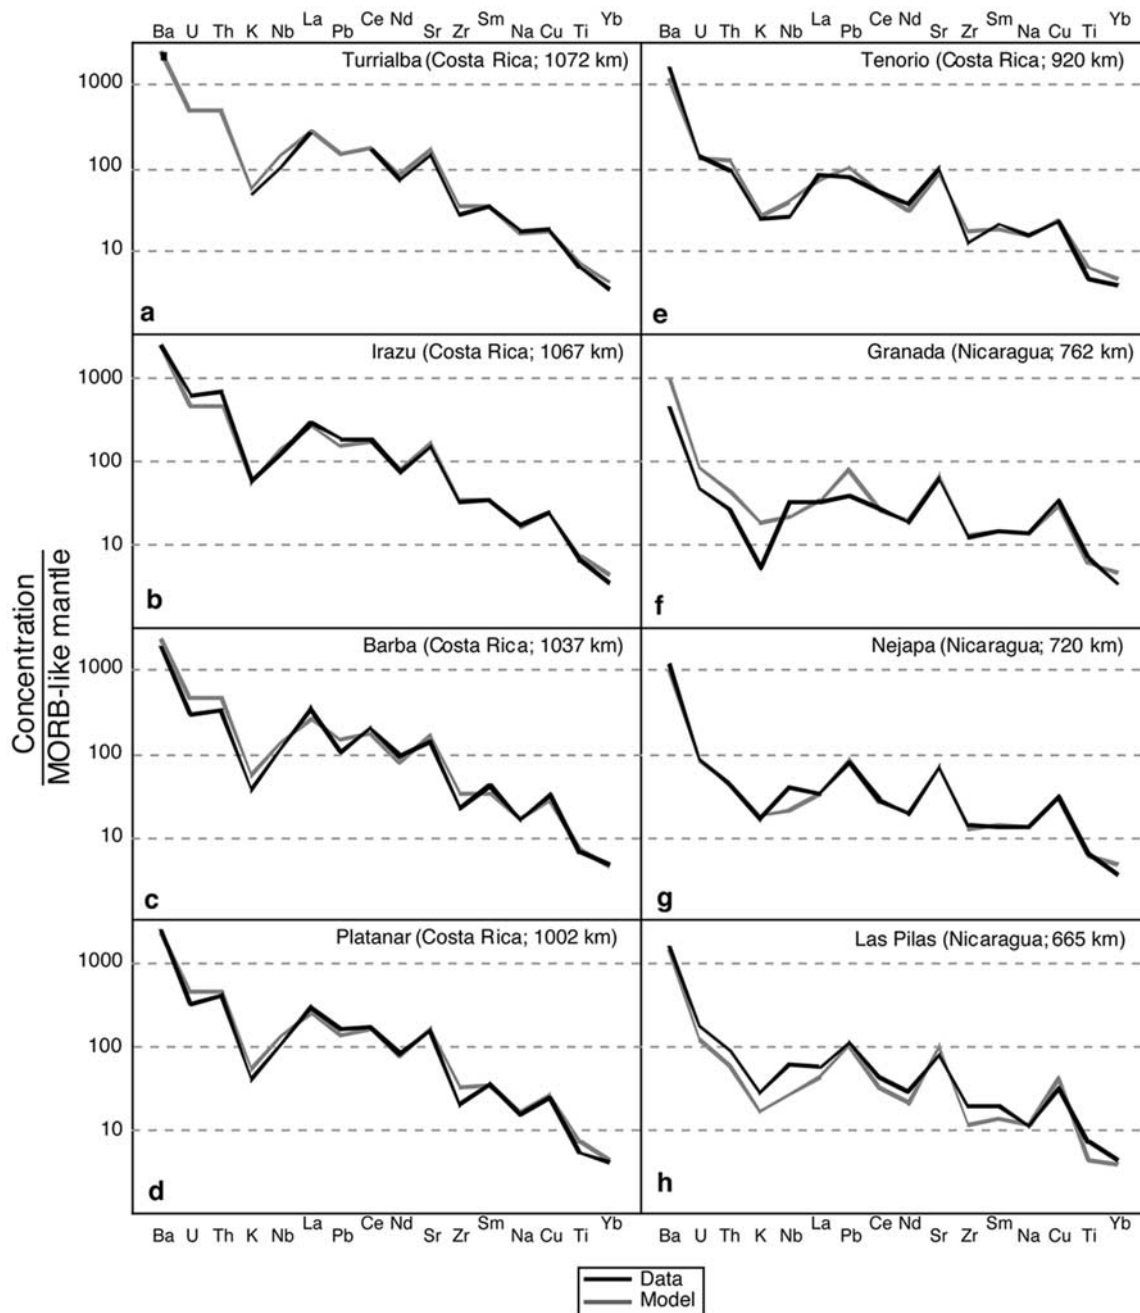 La Ce Sm Yb La Ce Sm Yb
Ba U Th K Nb Pb Nd Sr Zr Na Cu Ti Ba U Th K Nb Pb Nd Sr Zr Na Cu Ti
Turrialba (Costa Rica; 1072 km)
1000
100
10
a
Tenorio (Costa Rica; 920 km)
e
Irazu (Costa Rica; 1067 km)
1000
100
10
b
Granada (Nicaragua; 762 km)
f
Concentration
MORB-like mantle
Barba (Costa Rica; 1037 km)
1000
100
10
c
Nejapa (Nicaragua; 720 km)
g
Platanar (Costa Rica; 1002 km)
1000
100
10
d
Las Pilas (Nicaragua; 665 km)
h
La Ce Nd Sm Yb La Ce Nd Sm Yb
Ba U Th K Nb Pb Sr Zr Na Cu Ti Ba U Th K Nb Pb Sr Zr Na Cu Ti
Data
Model